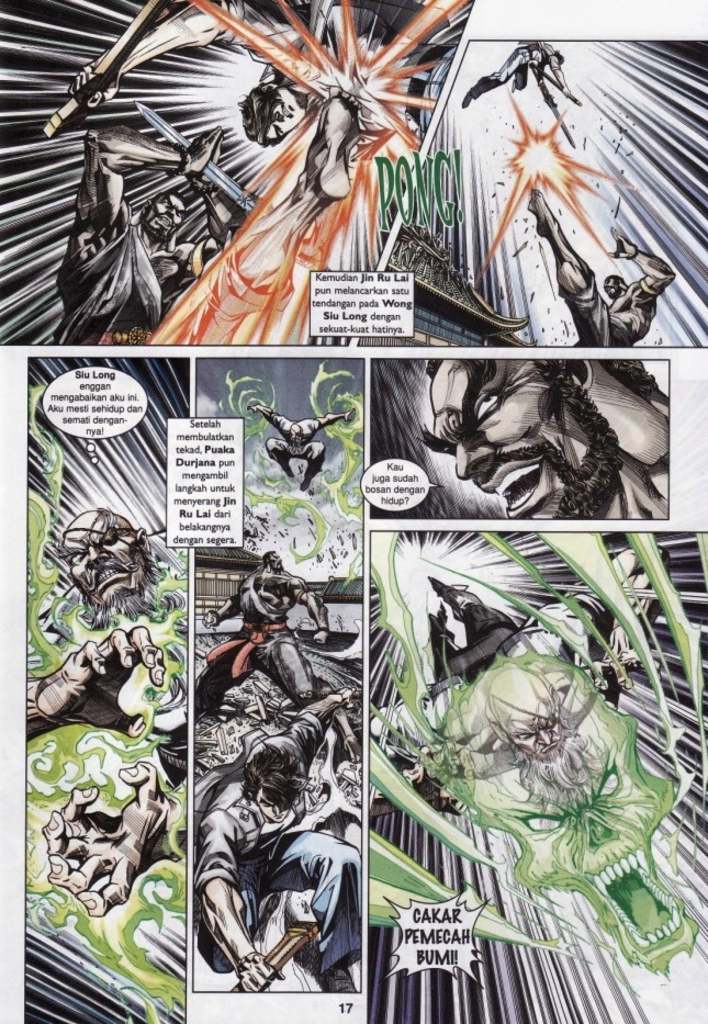 PONG!
Kemudian Jin Ru Lai
pun melancarkan satu
tendangan pada Wong
Siu Long dengan
sekuat-kuat hatinya.
Siu Long
enggan
mengabaikan aku ini.
Aku mesti sehidup dan
semati dengan-
nya!
Setelah
membulatkan
tekad, Puaka
Durjana pun
mengambil
langkah untuk
menyerang Jin
Ru Lai dari
belakangnya
dengan segera.
Kau
juga sudah
bosan dengan
hidup?
CAKAR
PEMECAH
BUMI!
17